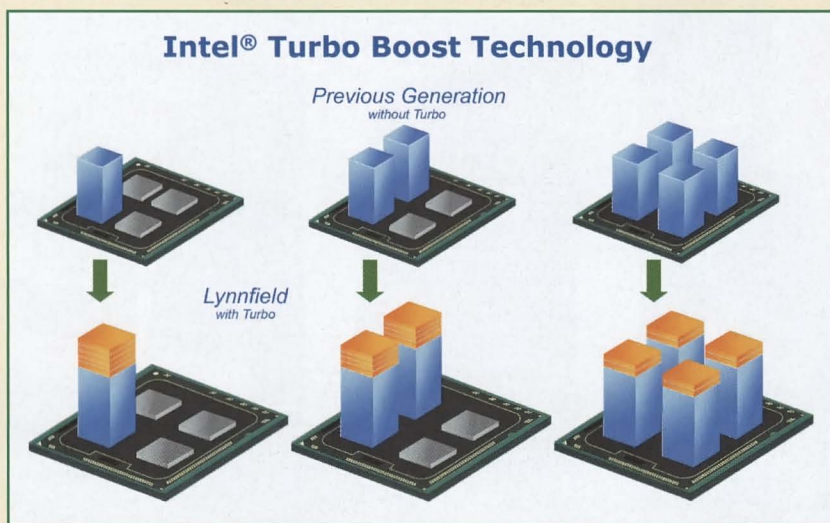 Intel® Turbo Boost Technology
Previous Generation
without Turbo
Lynnfield
with Turbo